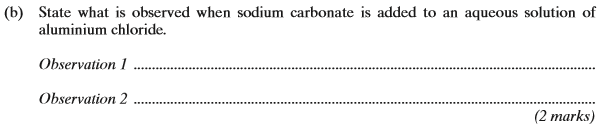 (b) State what is observed when sodium carbonate is added to an aqueous solution of
aluminium chloride.
Observation 1 ................................................................................
Observation 2 ................................................................................
(2 marks)